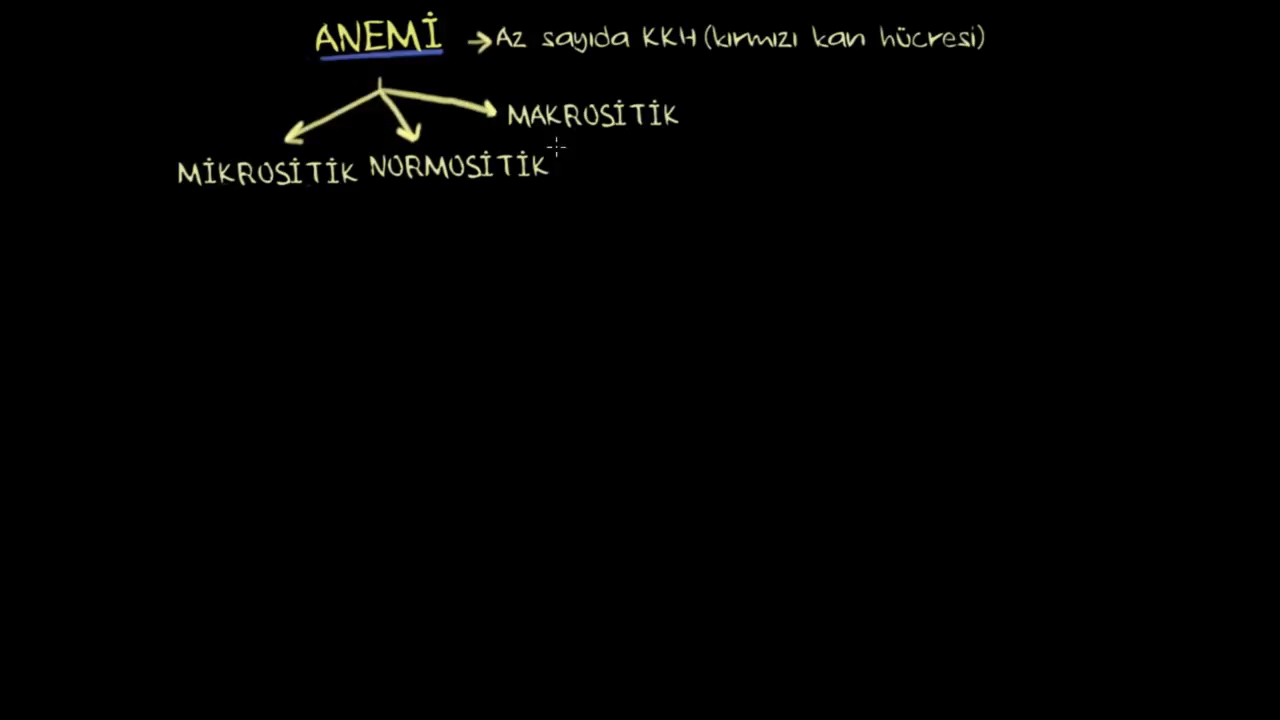 ANEMİ → Az sayıda KKH (kırmızı kan hücresi)
MAKROSİTİK
MİKROSİTİK NORMOSİTİK